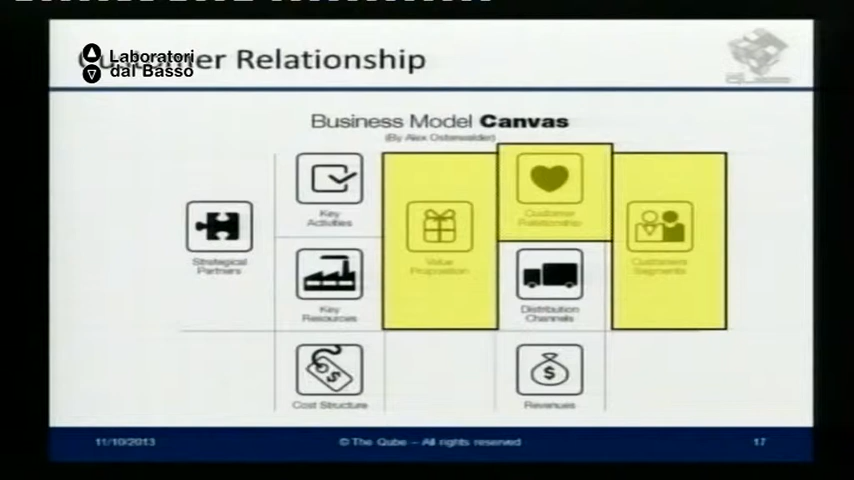 Laboratori
dal Basso
Customer Relationship
Business Model Canvas
(By Alex Osterwalder)
Key
Activities
Customer
Relationship
Strategical
Partners
Value
Proposition
Customers
Segments
Key
Resources
Distribution
Channels
Cost Structure
Revenues
11/10/2013
© The Qube – All rights reserved
17